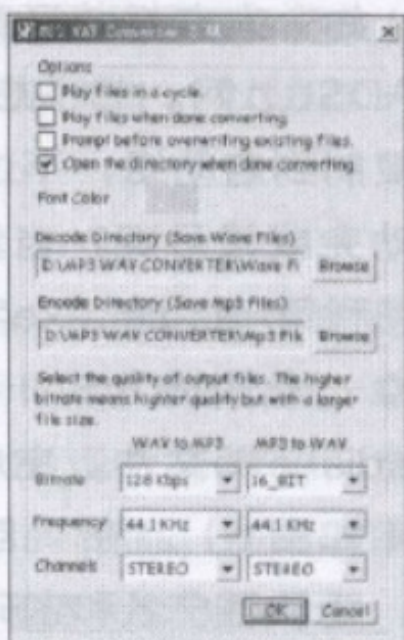 MP3 WAV Converter
Options
Play files in a cycle.
Play files when done converting
Prompt before overwriting existing files.
Open the directory when done converting
Font Color
Decode Directory (Save Wave Files)
D:\MP3 WAV CONVERTER\Wave Fi Browse
Encode Directory (Save Mp3 Files)
D:\MP3 WAV CONVERTER\Mp3 File Browse
Select the quality of output files. The higher
bitrate means highter quality but with a larger
file size.
WAV to MP3 MP3 to WAV
Bitrate 128 Kbps 16_BIT
Frequency 44.1 KHz 44.1 KHz
Channels STEREO STEREO
OK Cancel